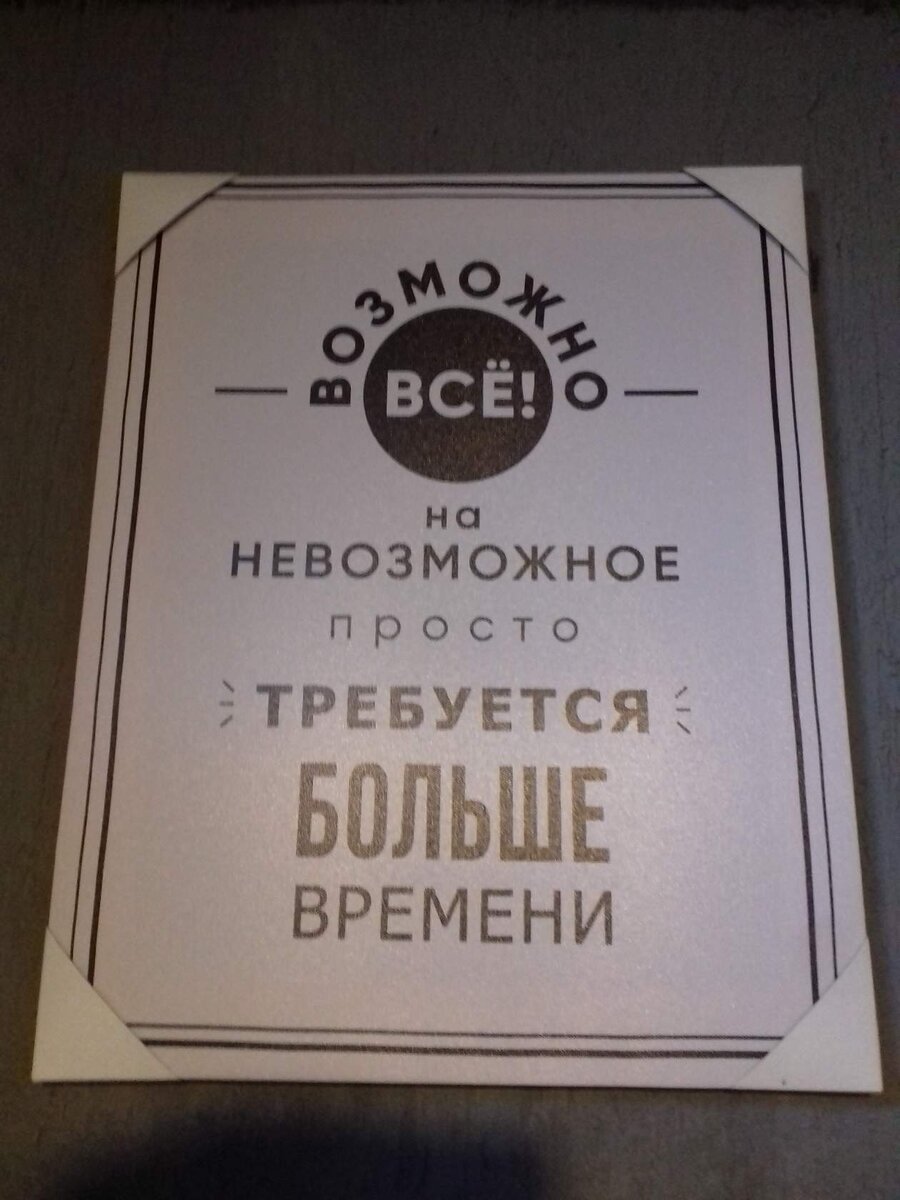 ВОЗМОЖНО
ВСЁ!
на
НЕВОЗМОЖНОЕ
просто
ТРЕБУЕТСЯ
БОЛЬШЕ
ВРЕМЕНИ